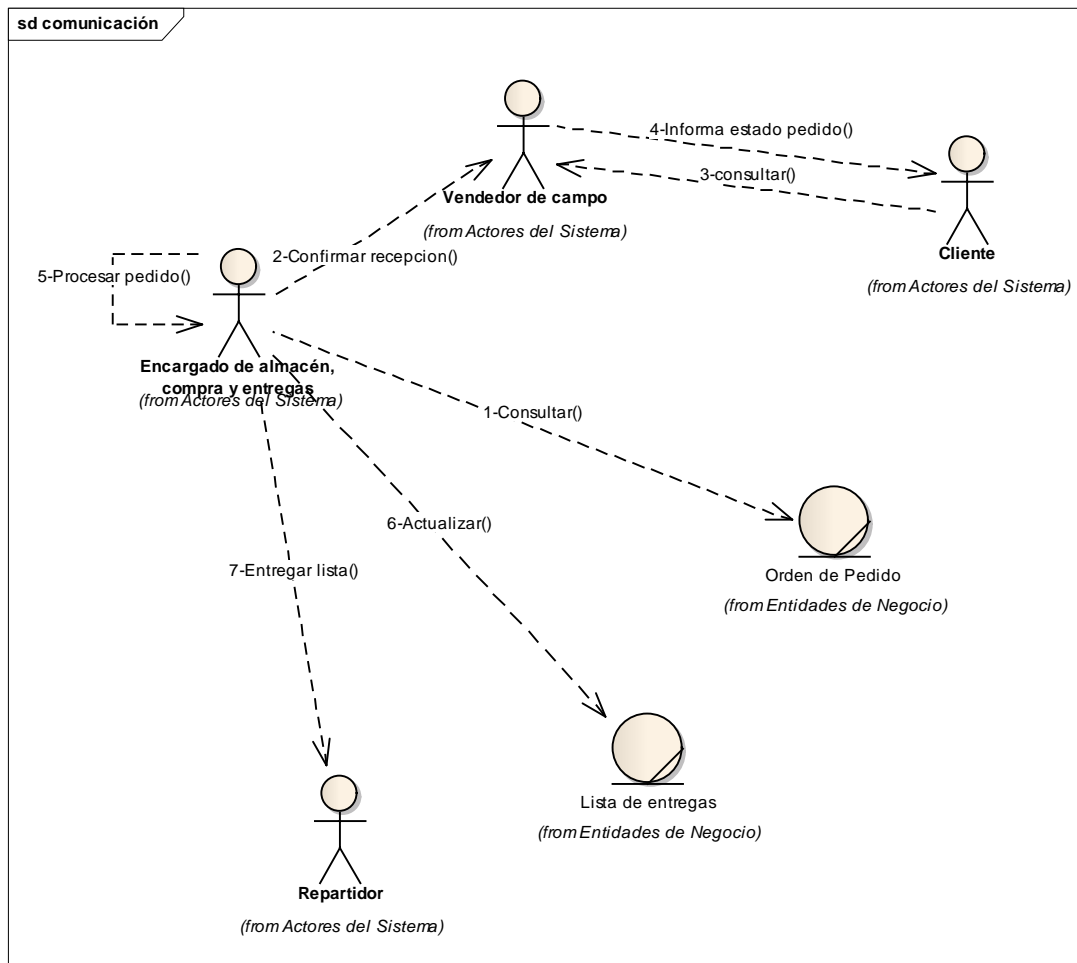 sd comunicación
4-Informa estado pedido()
3-consultar()
Vendedor de campo
(from Actores del Sistema)
Cliente
(from Actores del Sistema)
2-Confirmar recepcion()
5-Procesar pedido()
Encargado de almacén,
compra y entregas
(from Actores del Sistema)
1-Consultar()
6-Actualizar()
Orden de Pedido
(from Entidades de Negocio)
7-Entregar lista()
Lista de entregas
(from Entidades de Negocio)
Repartidor
(from Actores del Sistema)